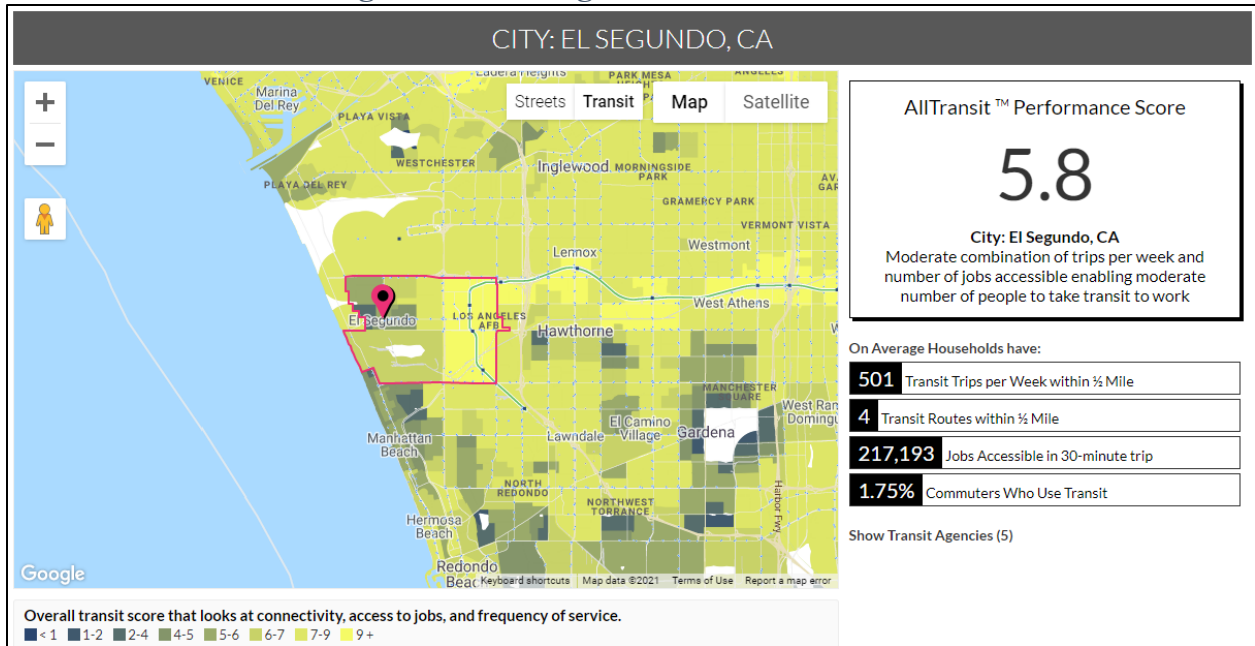 CITY: EL SEGUNDO, CA
VENICE
Marina
Del Rey
Ladera Heights
PARK MESA
ANGELES
Streets Transit Map Satellite
PLAYA VISTA
WESTCHESTER
Inglewood
MORNINGSIDE
PARK
PLAYA DEL REY
GRAMERCY PARK
VERMONT VISTA
Westmont
Lennox
West Athens
El Segundo
LOS ANGELES
AFB
Hawthorne
MANCHESTER
SQUARE
El Camino
Village
Gardena
Manhattan
Beach
Lawndale
NORTH
REDONDO
NORTHWEST
TORRANCE
Harbor Fwy
Hermosa
Beach
Redondo
Google
Keyboard shortcuts Map data ©2021 Terms of Use Report a map error
Overall transit score that looks at connectivity, access to jobs, and frequency of service.
< 1 1-2 2-4 4-5 5-6 6-7 7-9 9 +
AllTransit ™ Performance Score
5.8
City: El Segundo, CA
Moderate combination of trips per week and
number of jobs accessible enabling moderate
number of people to take transit to work
On Average Households have:
501 Transit Trips per Week within ½ Mile
4 Transit Routes within ½ Mile
217,193 Jobs Accessible in 30-minute trip
1.75% Commuters Who Use Transit
Show Transit Agencies (5)